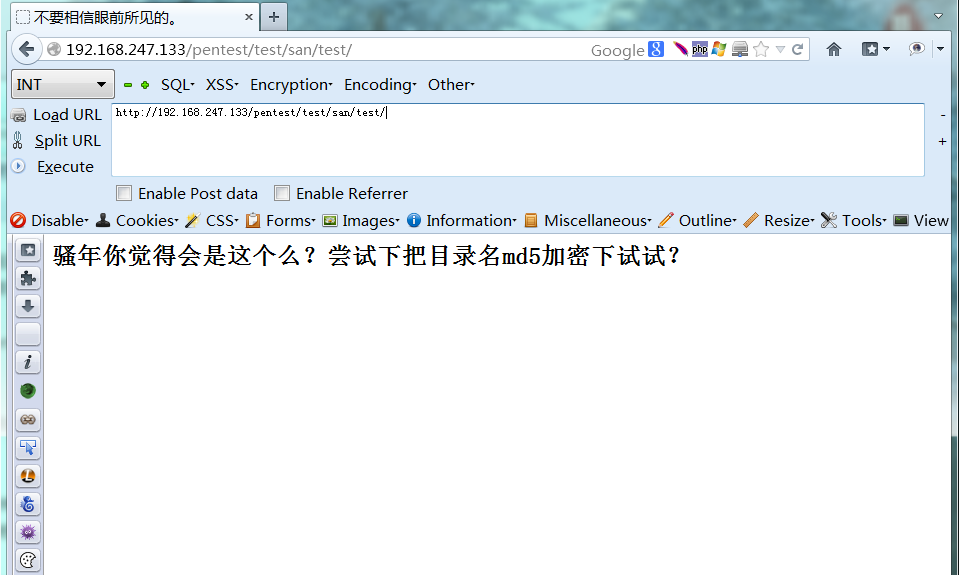 不要相信眼前所见的。
192.168.247.133/pentest/test/san/test/
Google 8 php
INT SQL XSS Encryption Encoding Other
Load URL http://192.168.247.133/pentest/test/san/test/ -
Split URL +
Execute
Enable Post data Enable Referrer
Disable Cookies CSS Forms Images Information Miscellaneous Outline Resize Tools View
骚年你觉得会是这个么？尝试下把目录名md5加密下试试？